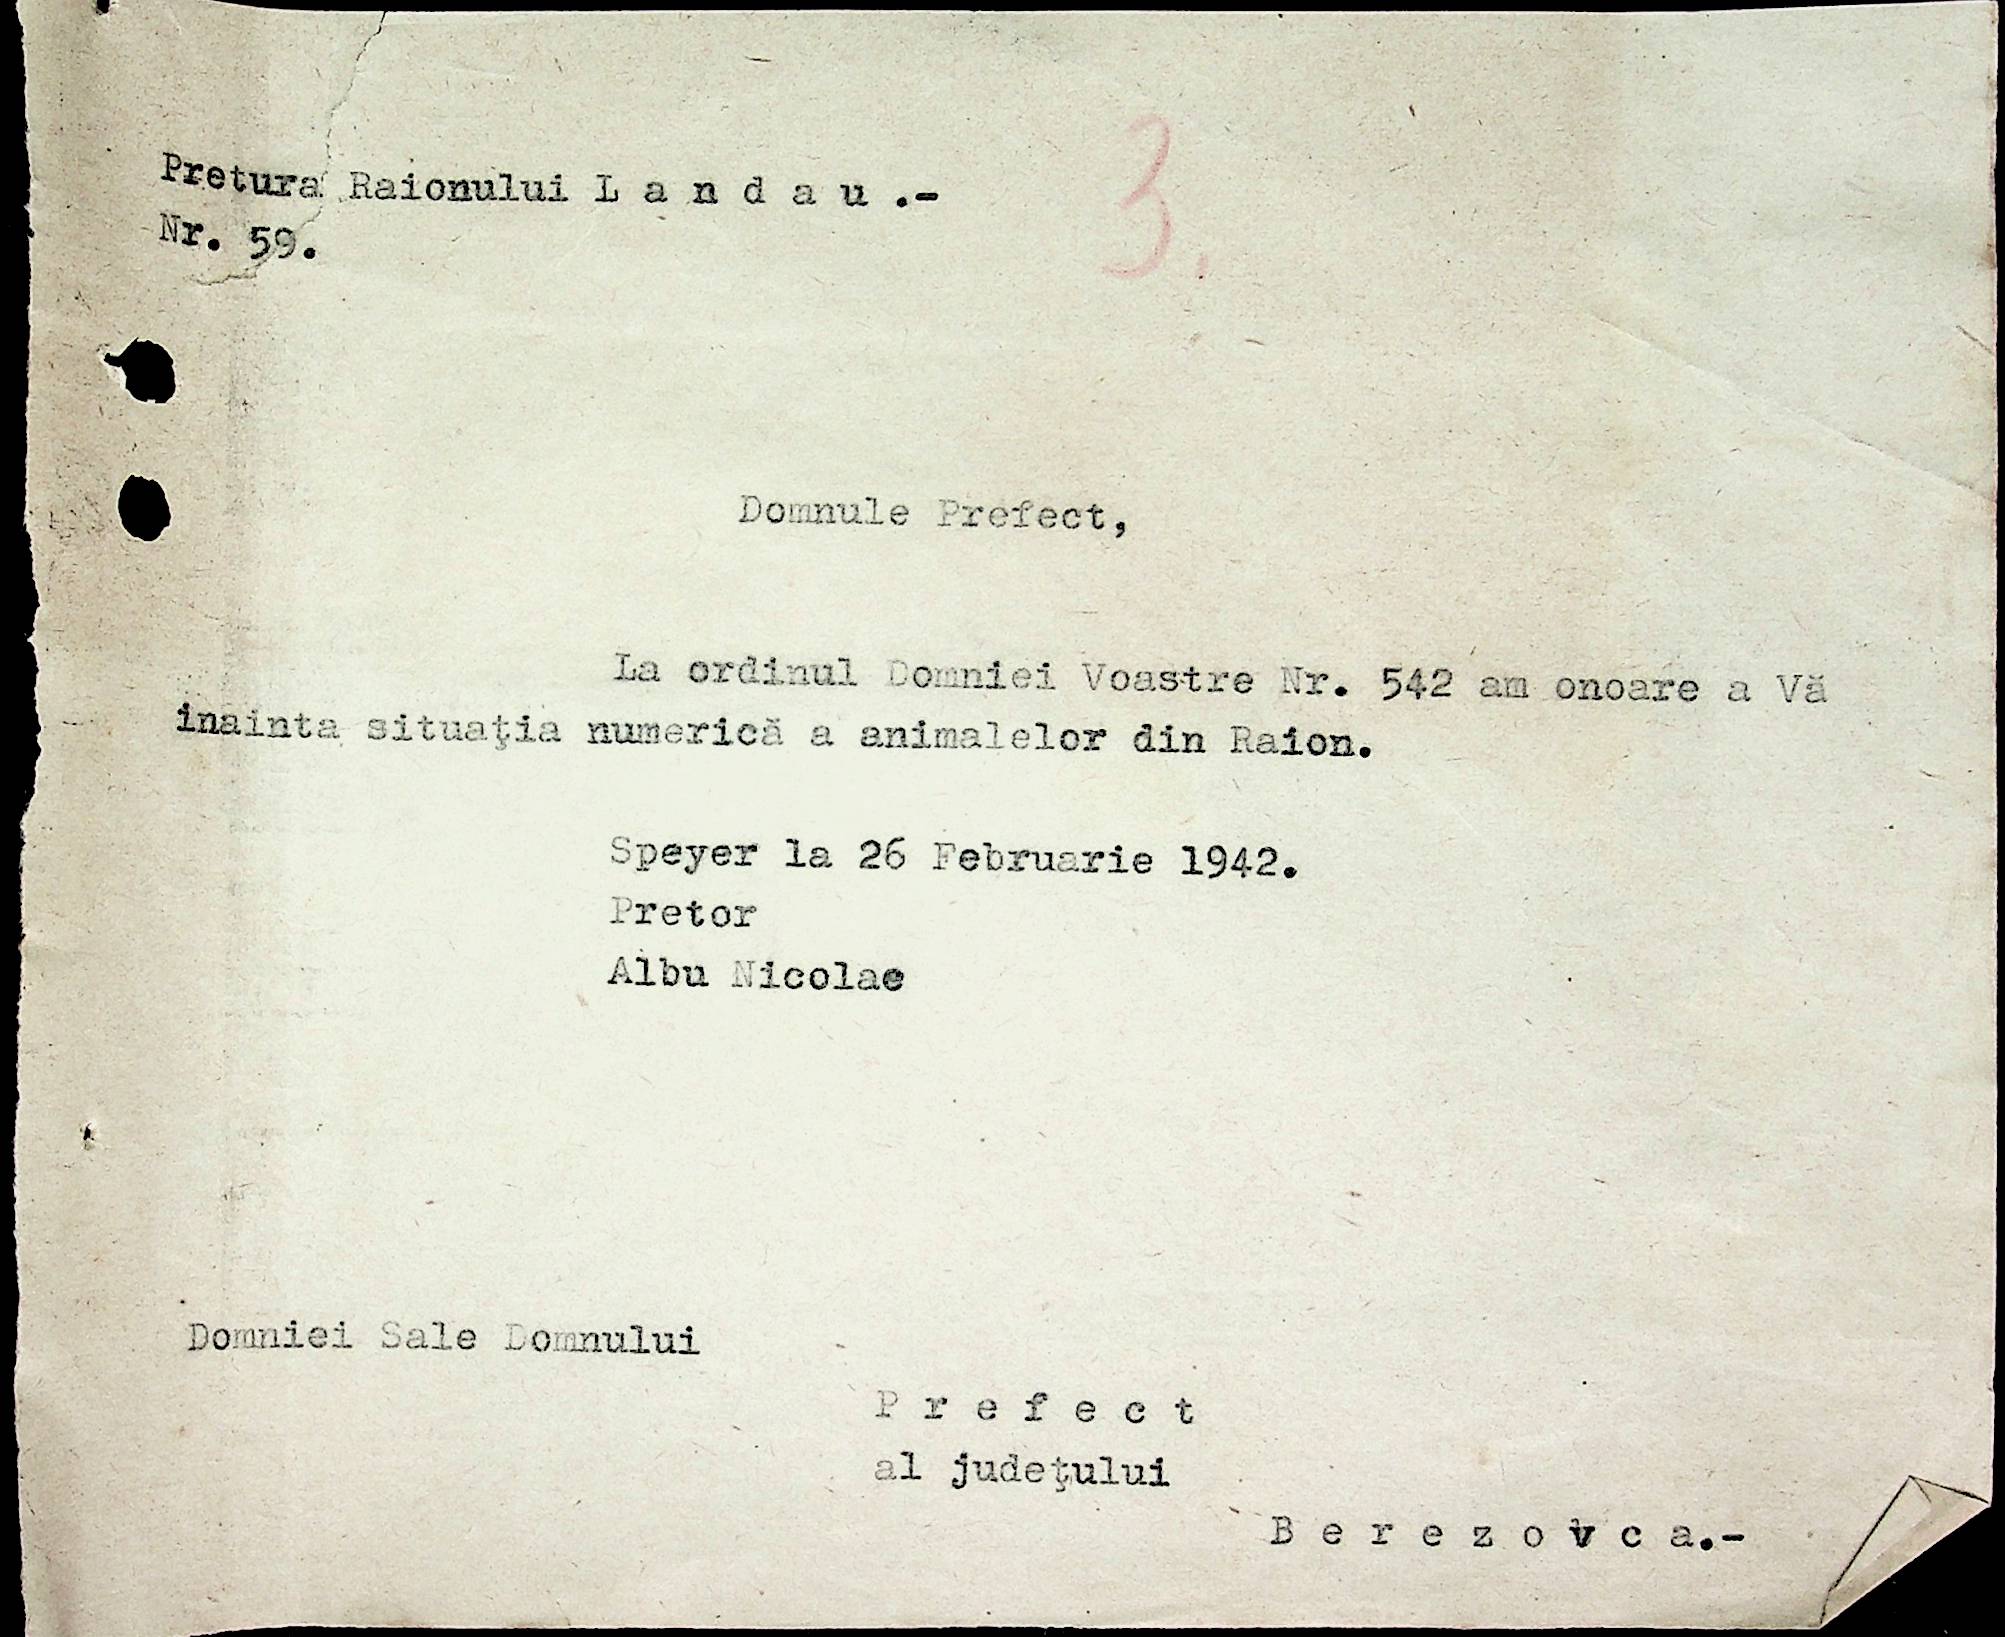 Pretura Raionului L a n d a u .-
3.
Nr. 59.
Domnule Prefect,
La ordinul Domniei Voastre Nr. 542 am onoare a Vă
inainta situaţia numerică a animalelor din Raion.
Speyer la 26 Februarie 1942.
Pretor
Albu Nicolae
Domniei Sale Domnului
P r e f e c t
al judeţului
B e r e z o v c a.-